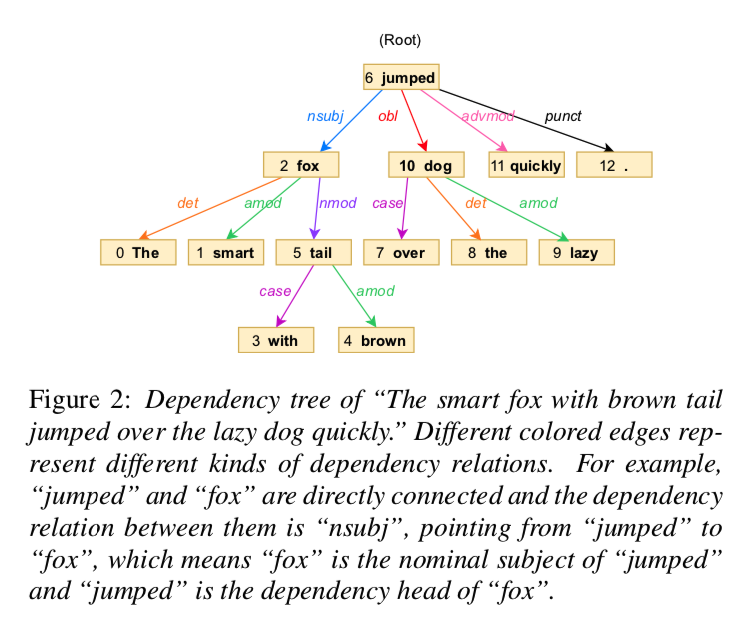 (Root)
6 jumped
nsubj obl advmod punct
2 fox 10 dog 11 quickly 12 .
det amod nmod case det amod
0 The 1 smart 5 tail 7 over 8 the 9 lazy
case amod
3 with 4 brown
Figure 2: Dependency tree of “The smart fox with brown tail
jumped over the lazy dog quickly.” Different colored edges rep-
resent different kinds of dependency relations. For example,
“jumped” and “fox” are directly connected and the dependency
relation between them is “nsubj”, pointing from “jumped” to
“fox”, which means “fox” is the nominal subject of “jumped”
and “jumped” is the dependency head of “fox”.